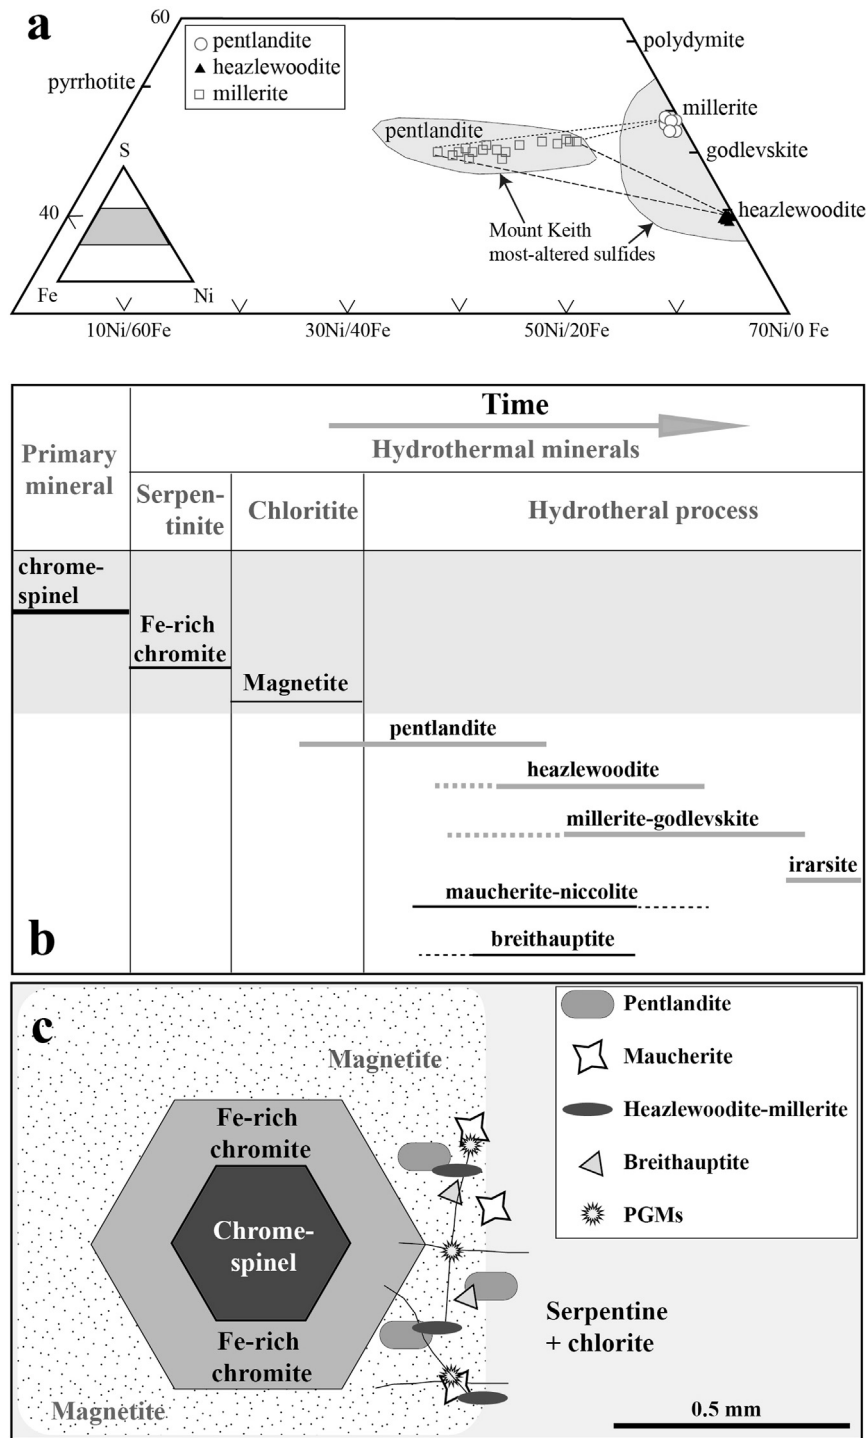 a
60
pentlandite
heazlewoodite
millerite
polydymite
pyrrhotite
millerite
pentlandite
godlevskite
S
40
heazlewoodite
Mount Keith
most-altered sulfides
Fe
Ni
10Ni/60Fe
30Ni/40Fe
50Ni/20Fe
70Ni/0 Fe
Time
Hydrothermal minerals
Primary
mineral
Serpen-
tinite
Chloritite
Hydrotheral process
chrome-
spinel
Fe-rich
chromite
Magnetite
pentlandite
heazlewoodite
millerite-godlevskite
irarsite
maucherite-niccolite
breithauptite
b
c
Magnetite
Fe-rich
chromite
Chrome-
spinel
Fe-rich
chromite
Magnetite
Pentlandite
Maucherite
Heazlewoodite-millerite
Breithauptite
PGMs
Serpentine
+ chlorite
0.5 mm